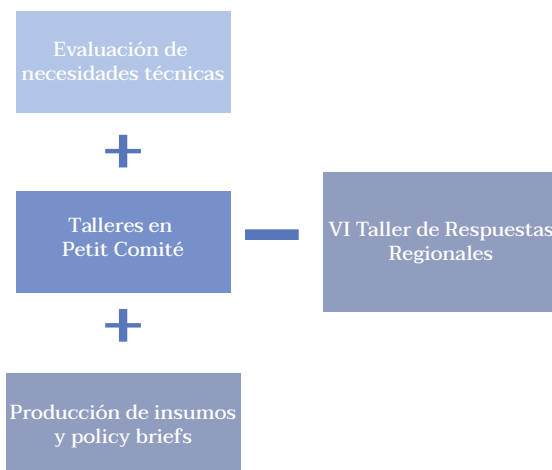 Evaluación de
necesidades técnicas
Talleres en
Petit Comité
VI Taller de Respuestas
Regionales
Producción de insumos
y policy briefs